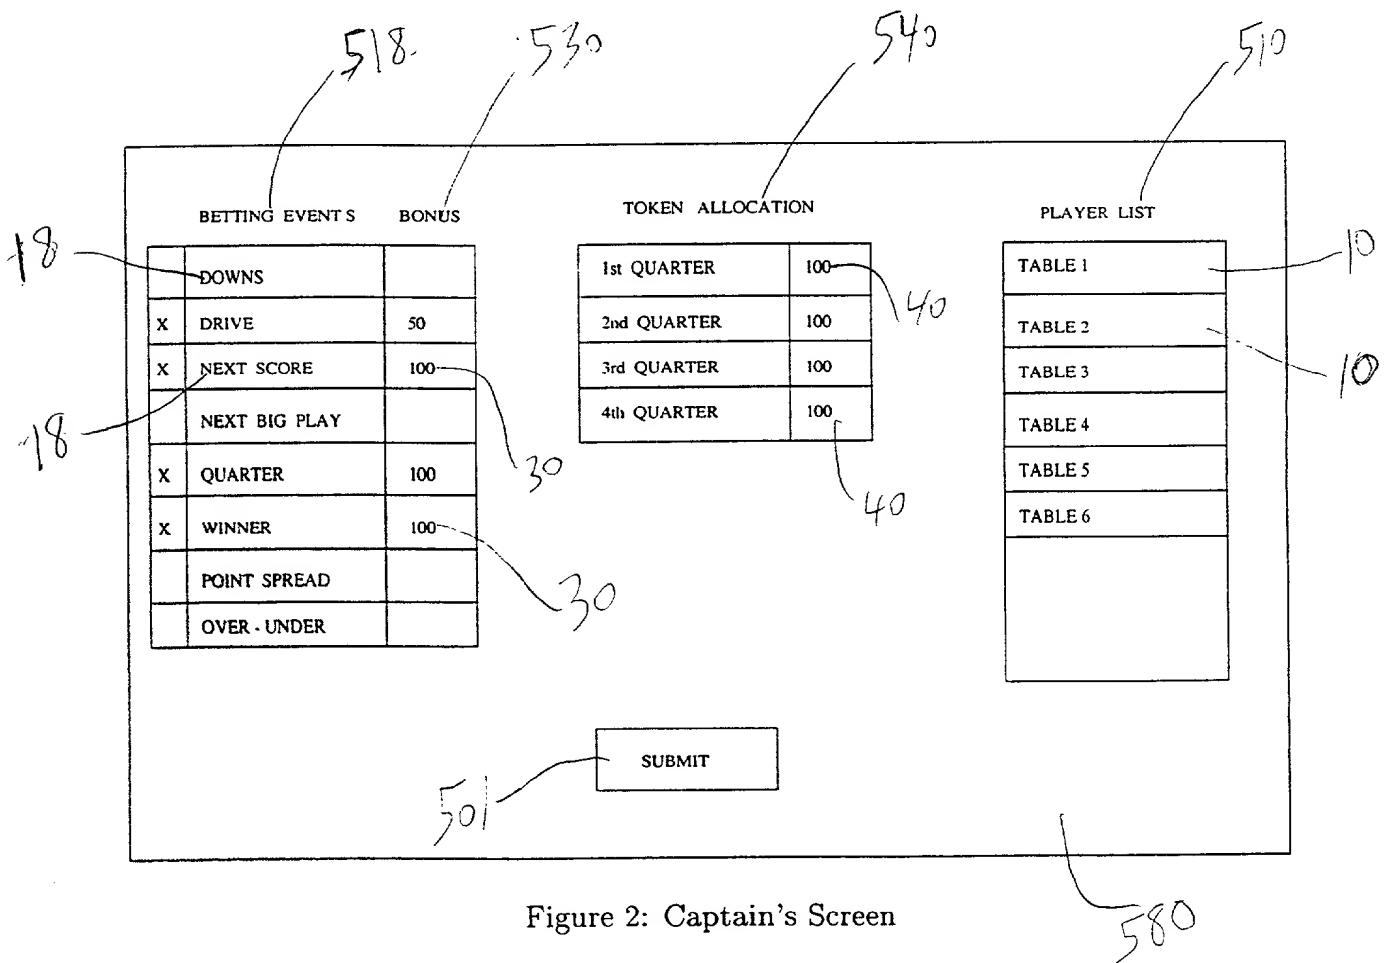 518 530 540 510
BETTING EVENTS BONUS TOKEN ALLOCATION PLAYER LIST
18 DOWNS
X DRIVE 50
X NEXT SCORE 100
18 NEXT BIG PLAY
X QUARTER 100 30
X WINNER 100
POINT SPREAD 30
OVER - UNDER
1st QUARTER 100
40
2nd QUARTER 100
3rd QUARTER 100
4th QUARTER 100
40
TABLE 1 10
TABLE 2
TABLE 3 10
TABLE 4
TABLE 5
TABLE 6
SUBMIT
501
580
Figure 2: Captain's Screen